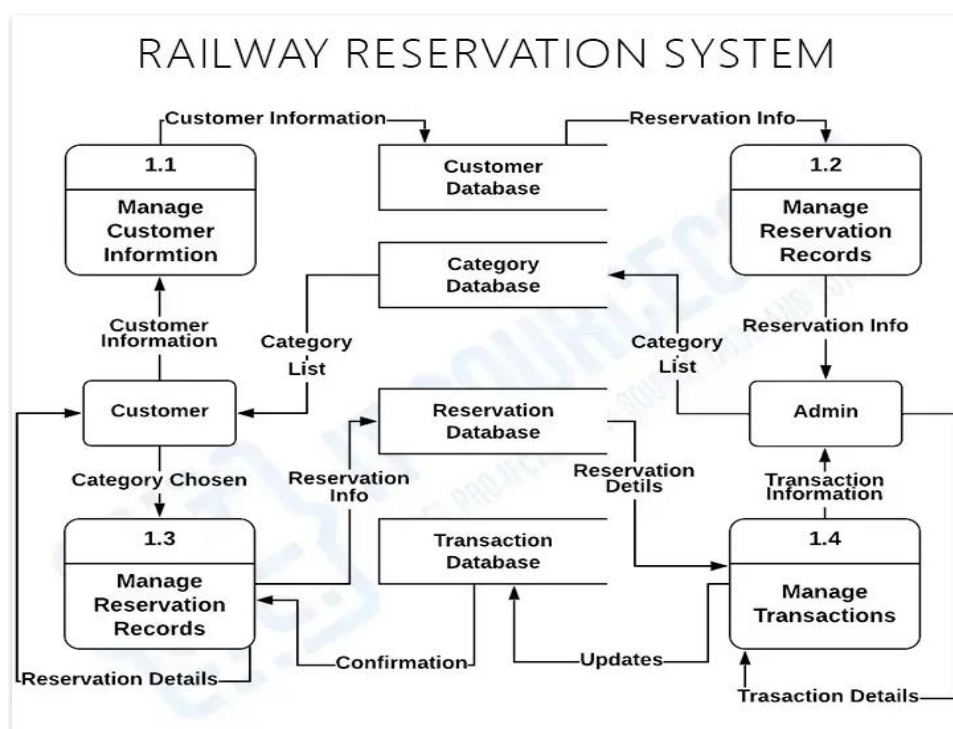 RAILWAY RESERVATION SYSTEM
Customer Information
Reservation Info
1.1
Manage
Customer
Informtion
Customer
Database
1.2
Manage
Reservation
Records
Category
Database
Customer
Information
Category
List
Category
List
Reservation Info
Customer
Reservation
Database
Admin
Category Chosen
Reservation
Info
Reservation
Detils
Transaction
Information
1.3
Manage
Reservation
Records
Transaction
Database
1.4
Manage
Transactions
Reservation Details
Confirmation
Updates
Trasaction Details